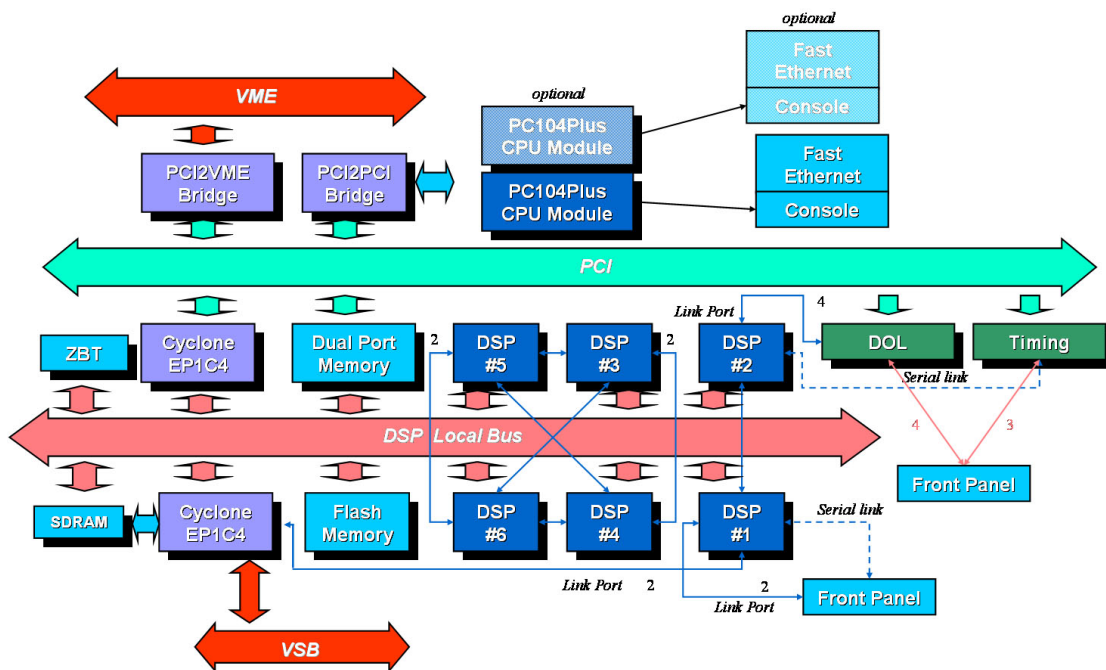 optional
Fast
Ethernet
Console
VME
optional
PC104Plus
CPU Module
PCI2VME
Bridge
PCI2PCI
Bridge
PC104Plus
CPU Module
Fast
Ethernet
Console
PCI
Link Port
4
ZBT
Cyclone
EP1C4
Dual Port
Memory
2
DSP
#5
DSP
#3
2
DSP
#2
DOL
Timing
Serial link
DSP Local Bus
4
3
Front Panel
SDRAM
Cyclone
EP1C4
Flash
Memory
DSP
#6
DSP
#4
DSP
#1
Serial link
Link Port 2
2
Link Port
Front Panel
VSB